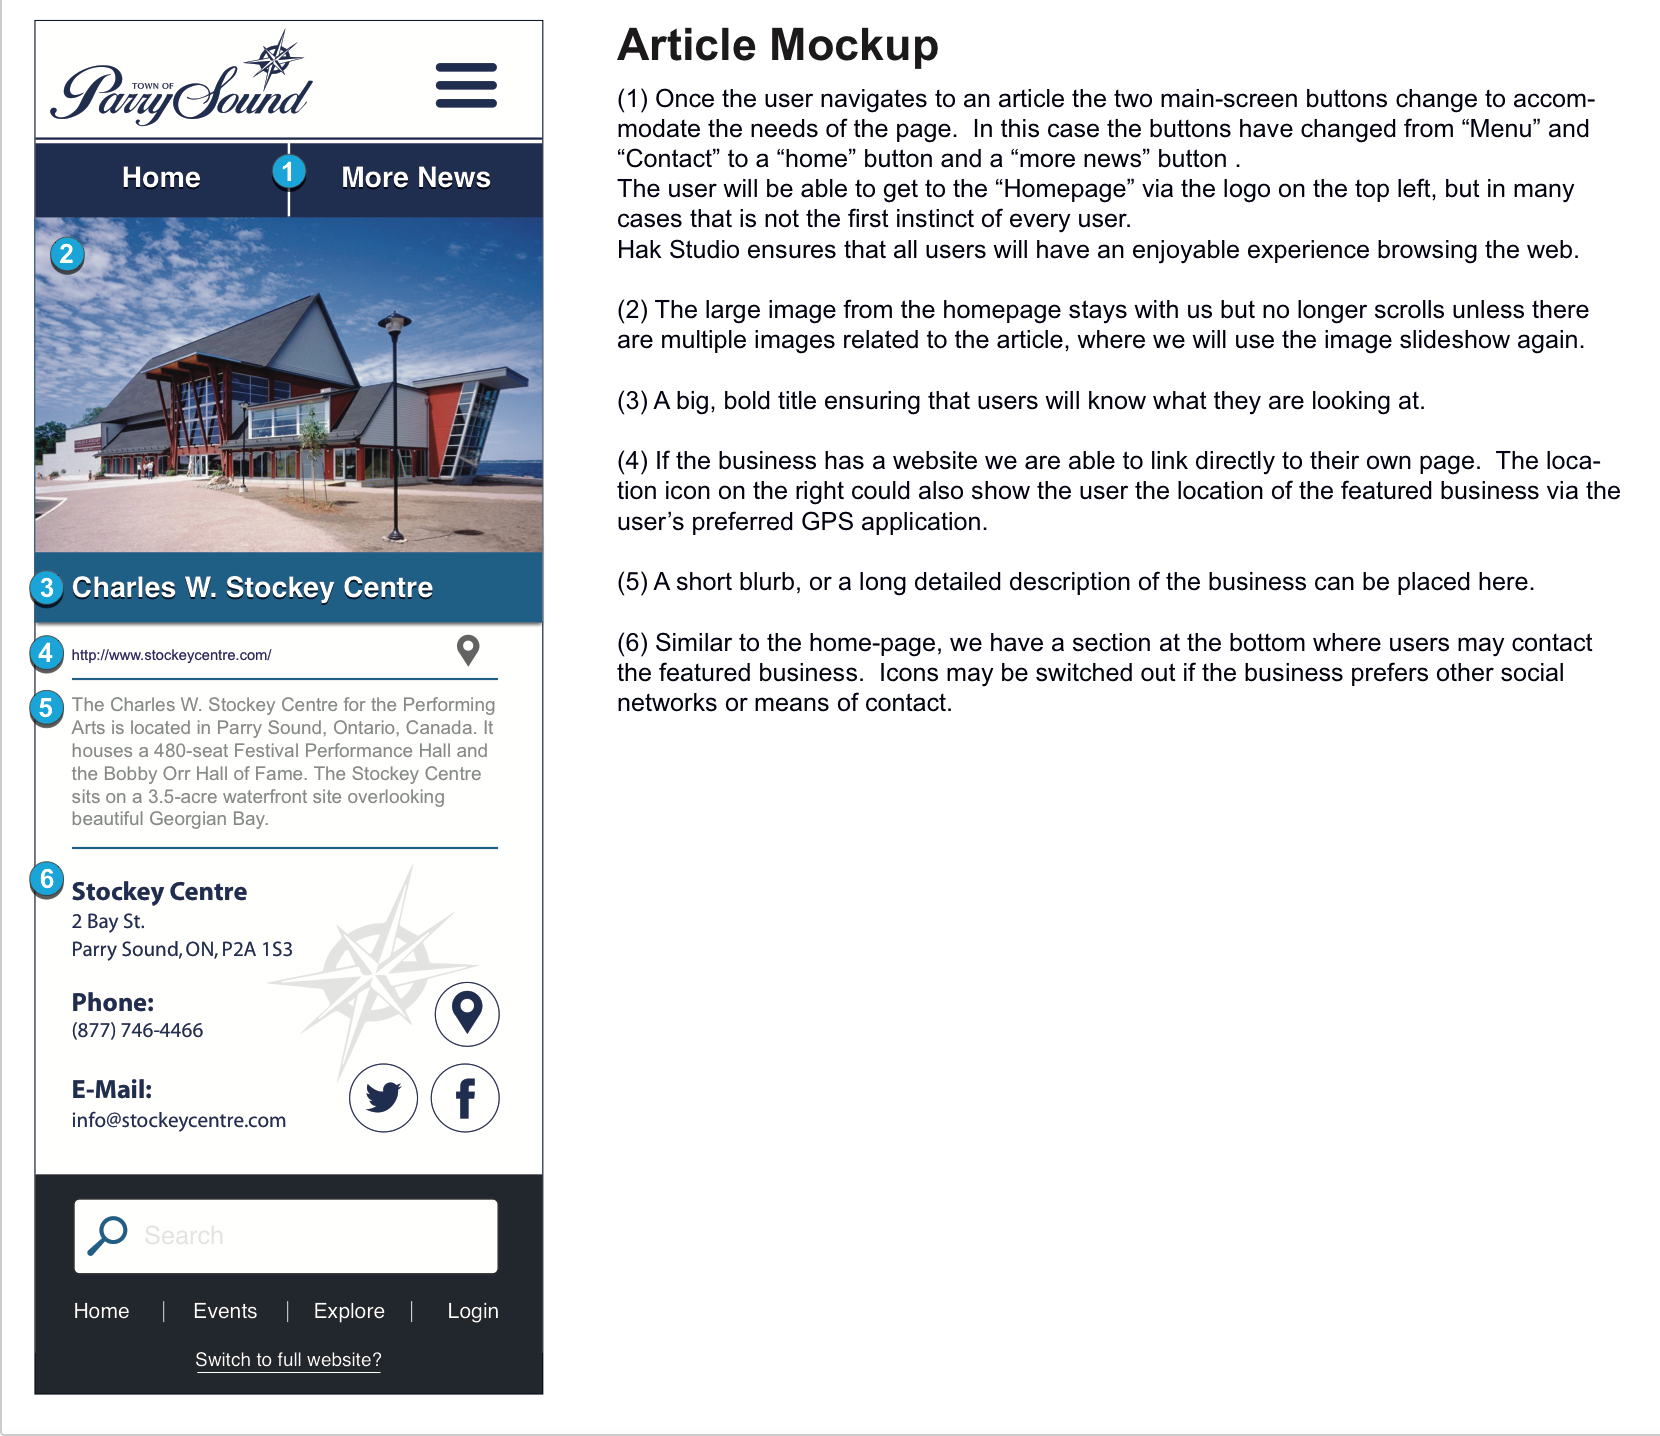 TOWN OF
Parry Sound
Home
1
More News
2
3
Charles W. Stockey Centre
4
http://www.stockeycentre.com/
5
The Charles W. Stockey Centre for the Performing
Arts is located in Parry Sound, Ontario, Canada. It
houses a 480-seat Festival Performance Hall and
the Bobby Orr Hall of Fame. The Stockey Centre
sits on a 3.5-acre waterfront site overlooking
beautiful Georgian Bay.
6
Stockey Centre
2 Bay St.
Parry Sound, ON, P2A 1S3
Phone:
(877) 746-4466
E-Mail:
info@stockeycentre.com
Search
Home | Events | Explore | Login
Switch to full website?
Article Mockup
(1) Once the user navigates to an article the two main-screen buttons change to accom-
modate the needs of the page.  In this case the buttons have changed from “Menu” and
“Contact” to a “home” button and a “more news” button .
The user will be able to get to the “Homepage” via the logo on the top left, but in many
cases that is not the first instinct of every user.
Hak Studio ensures that all users will have an enjoyable experience browsing the web.
(2) The large image from the homepage stays with us but no longer scrolls unless there
are multiple images related to the article, where we will use the image slideshow again.
(3) A big, bold title ensuring that users will know what they are looking at.
(4) If the business has a website we are able to link directly to their own page.  The loca-
tion icon on the right could also show the user the location of the featured business via the
user’s preferred GPS application.
(5) A short blurb, or a long detailed description of the business can be placed here.
(6) Similar to the home-page, we have a section at the bottom where users may contact
the featured business.  Icons may be switched out if the business prefers other social
networks or means of contact.